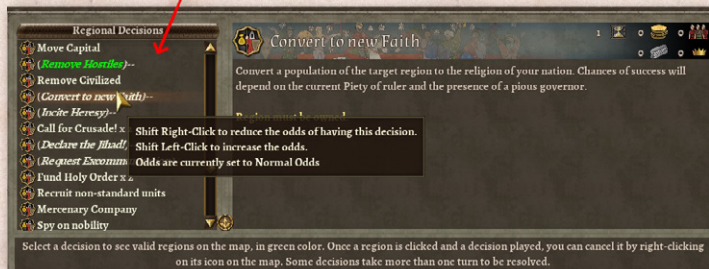 Regional Decisions
Move Capital
(Remove Hostiles)--
Remove Civilized
(Convert to new Faith)--
(Incite Heresy)--
Call for Crusade! x
(Declare the Jihad!,
(Request Excomm
Fund Holy Order x 2
Recruit non-standard units
Mercenary Company
Spy on nobility
Convert to new Faith
1 0 0
0 0
Convert a population of the target region to the religion of your nation. Chances of success will
depend on the current Piety of ruler and the presence of a pious governor.
Region must be owned
Shift Right-Click to reduce the odds of having this decision.
Shift Left-Click to increase the odds.
Odds are currently set to Normal Odds
Select a decision to see valid regions on the map, in green color. Once a region is clicked and a decision played, you can cancel it by right-clicking
on its icon on the map. Some decisions take more than one turn to be resolved.